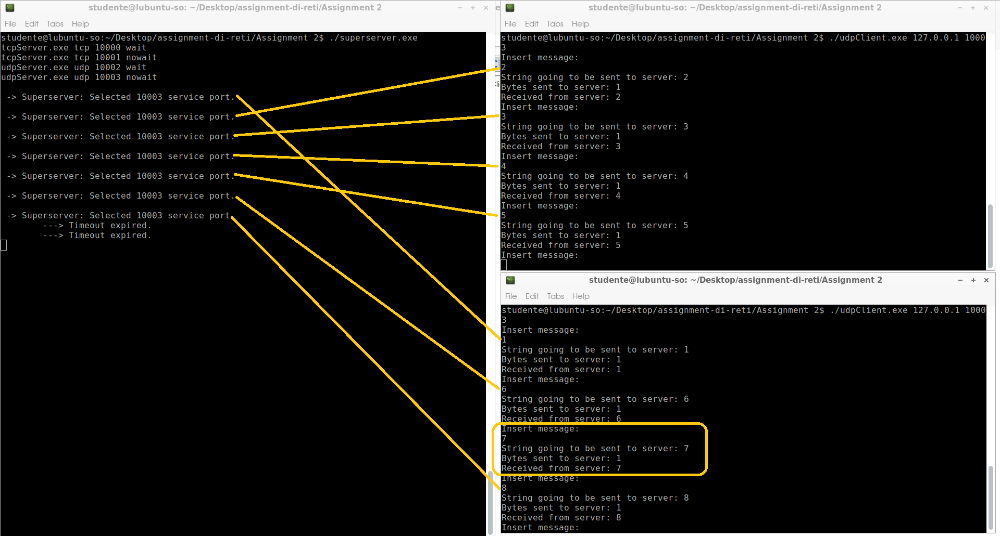 studente@lubuntu-so: ~/Desktop/assignment-di-reti/Assignment 2
File Edit Tabs Help
studente@lubuntu-so:~/Desktop/assignment-di-reti/Assignment 2$ ./superserver.exe
tcpServer.exe tcp 10000 wait
tcpServer.exe tcp 10001 nowait
udpServer.exe udp 10002 wait
udpServer.exe udp 10003 nowait
-> Superserver: Selected 10003 service port.
-> Superserver: Selected 10003 service port.
-> Superserver: Selected 10003 service port.
-> Superserver: Selected 10003 service port.
-> Superserver: Selected 10003 service port.
-> Superserver: Selected 10003 service port.
-> Superserver: Selected 10003 service port.
---> Timeout expired.
---> Timeout expired.
studente@lubuntu-so: ~/Desktop/assignment-di-reti/Assignment 2
File Edit Tabs Help
studente@lubuntu-so:~/Desktop/assignment-di-reti/Assignment 2$ ./udpClient.exe 127.0.0.1 1000
3
Insert message:
2
String going to be sent to server: 2
Bytes sent to server: 1
Received from server: 2
Insert message:
3
String going to be sent to server: 3
Bytes sent to server: 1
Received from server: 3
Insert message:
4
String going to be sent to server: 4
Bytes sent to server: 1
Received from server: 4
Insert message:
5
String going to be sent to server: 5
Bytes sent to server: 1
Received from server: 5
Insert message:
studente@lubuntu-so: ~/Desktop/assignment-di-reti/Assignment 2
File Edit Tabs Help
studente@lubuntu-so:~/Desktop/assignment-di-reti/Assignment 2$ ./udpClient.exe 127.0.0.1 1000
3
Insert message:
1
String going to be sent to server: 1
Bytes sent to server: 1
Received from server: 1
Insert message:
6
String going to be sent to server: 6
Bytes sent to server: 1
Received from server: 6
Insert message:
7
String going to be sent to server: 7
Bytes sent to server: 1
Received from server: 7
Insert message:
8
String going to be sent to server: 8
Bytes sent to server: 1
Received from server: 8
Insert message: